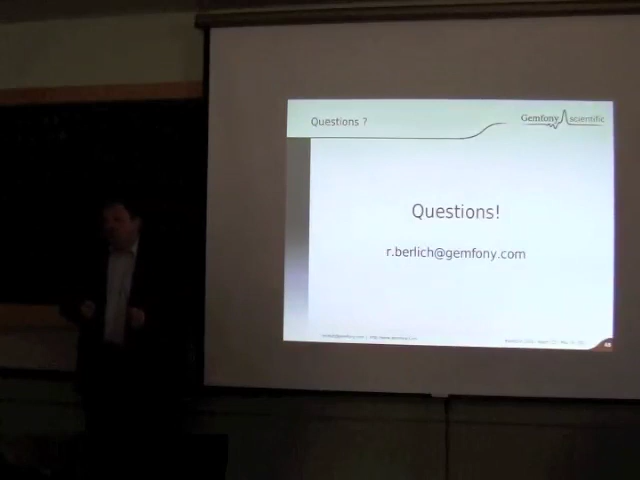 Questions ?
Gemfony scientific
Questions!
r.berlich@gemfony.com